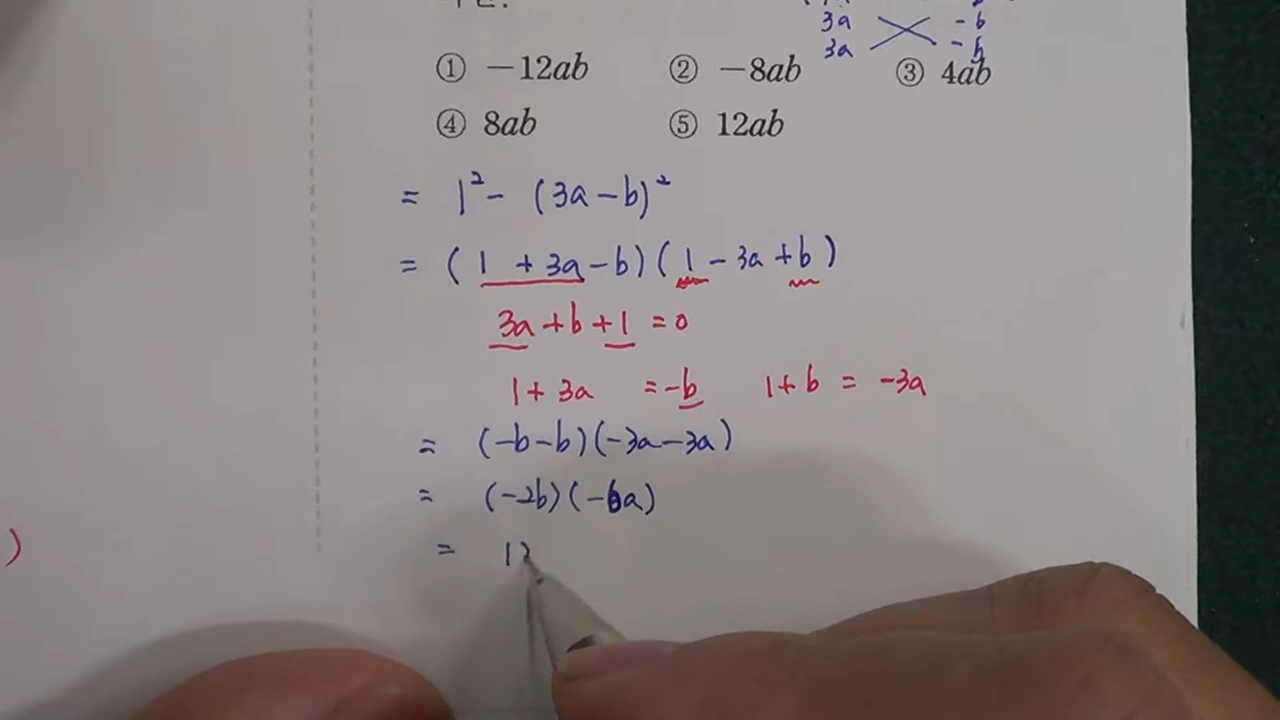 3a -b
3a -b
① -12ab ② -8ab ③ 4ab
④ 8ab ⑤ 12ab
= 1² - (3a-b)²
= (1 + 3a - b)(1 - 3a + b)
3a + b + 1 = 0
1 + 3a = -b 1 + b = -3a
= (-b-b)(-3a-3a)
= (-2b)(-6a)
= 12
)